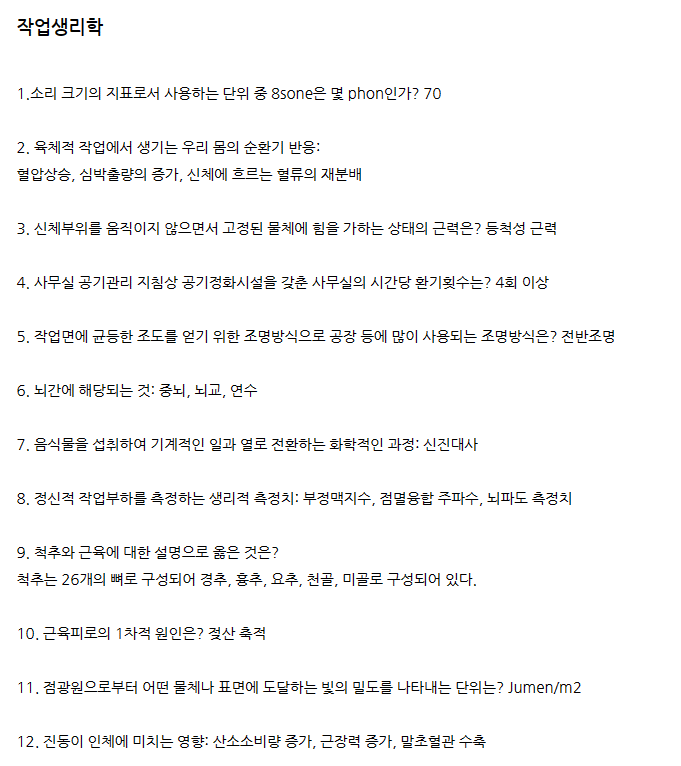 작업생리학
1.소리 크기의 지표로서 사용하는 단위 중 8sone은 몇 phon인가? 70
2. 육체적 작업에서 생기는 우리 몸의 순환기 반응:
혈압상승, 심박출량의 증가, 신체에 흐르는 혈류의 재분배
3. 신체부위를 움직이지 않으면서 고정된 물체에 힘을 가하는 상태의 근력은? 등척성 근력
4. 사무실 공기관리 지침상 공기정화시설을 갖춘 사무실의 시간당 환기횟수는? 4회 이상
5. 작업면에 균등한 조도를 얻기 위한 조명방식으로 공장 등에 많이 사용되는 조명방식은? 전반조명
6. 뇌간에 해당되는 것: 중뇌, 뇌교, 연수
7. 음식물을 섭취하여 기계적인 일과 열로 전환하는 화학적인 과정: 신진대사
8. 정신적 작업부하를 측정하는 생리적 측정치: 부정맥지수, 점멸융합 주파수, 뇌파도 측정치
9. 척추와 근육에 대한 설명으로 옳은 것은?
척추는 26개의 뼈로 구성되어 경추, 흉추, 요추, 천골, 미골로 구성되어 있다.
10. 근육피로의 1차적 원인은? 젖산 축적
11. 점광원으로부터 어떤 물체나 표면에 도달하는 빛의 밀도를 나타내는 단위는? Jumen/m2
12. 진동이 인체에 미치는 영향: 산소소비량 증가, 근장력 증가, 말초혈관 수축